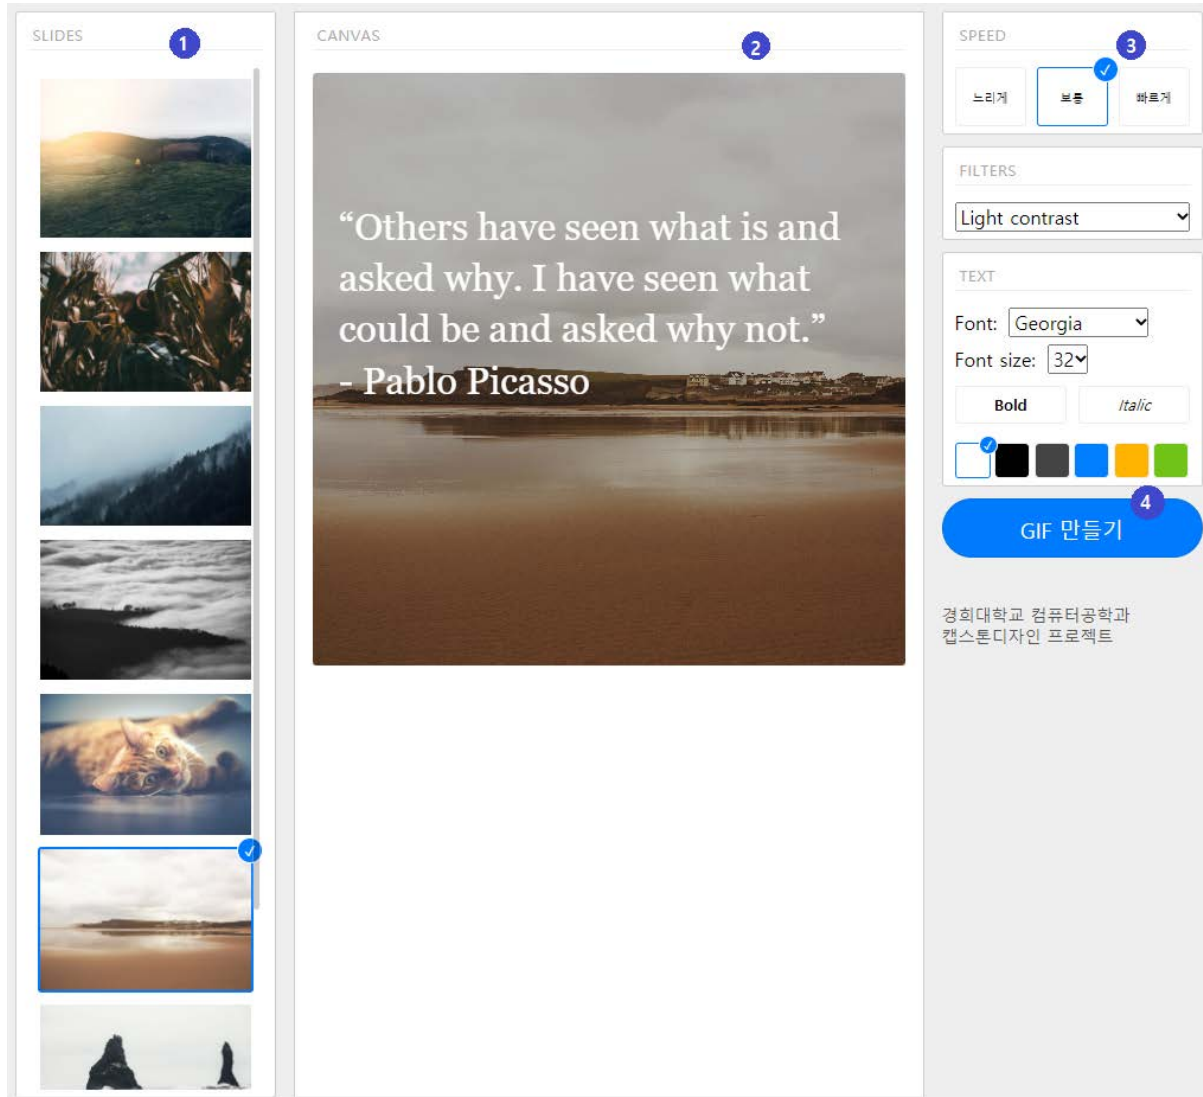 SLIDES
1
CANVAS
2
“Others have seen what is and
asked why. I have seen what
could be and asked why not.”
- Pablo Picasso
SPEED
3
느리게
보통
빠르게
FILTERS
Light contrast
TEXT
Font: Georgia
Font size: 32
Bold
Italic
4
GIF 만들기
경희대학교 컴퓨터공학과
캡스톤디자인 프로젝트